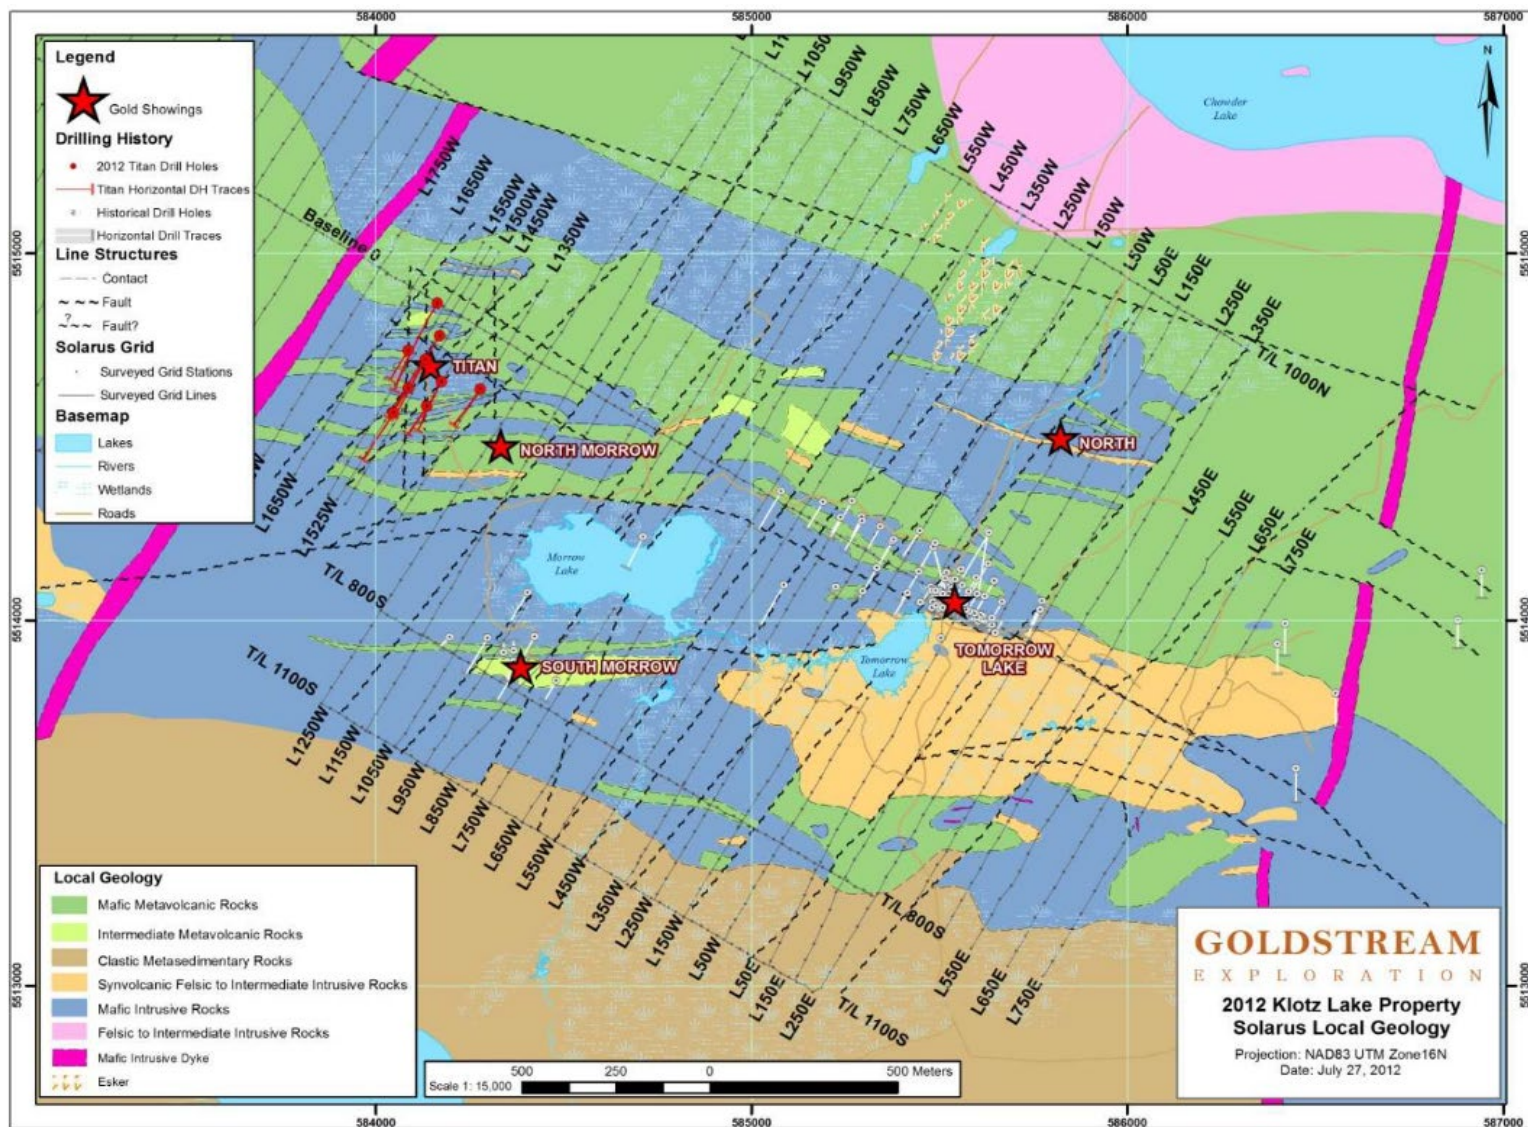 584000
585000
586000
587000
Legend
Gold Showings
Drilling History
2012 Titan Drill Holes
Titan Horizontal DH Traces
Historical Drill Holes
Horizontal Drill Traces
Line Structures
Contact
Fault
?
Fault?
Solarus Grid
Surveyed Grid Stations
Surveyed Grid Lines
Basemap
Lakes
Rivers
Wetlands
Roads
L1050W
L950W
L850W
L750W
L650W
L550W
L450W
L350W
L250W
L150W
L50W
L50E
L150E
L250E
L350E
T/L 1000N
Chowder
Lake
N
L1750W
L1650W
L1550W
L1500W
L1450W
L1350W
Baseline 0
5515000
5515000
TITAN
NORTH MORROW
NORTH
L1650W
L1525W
L450E
L550E
L650E
L750E
Morrow
Lake
T/L 800S
5514000
5514000
TOMORROW
LAKE
Tomorrow
Lake
SOUTH MORROW
T/L 1100S
L1250W
L1150W
L1050W
L950W
L850W
L750W
L650W
L550W
L450W
L350W
L250W
L150W
L50W
L50E
L150E
L250E
T/L 800S
T/L 1100S
L550E
L650E
L750E
5513000
5513000
Local Geology
Mafic Metavolcanic Rocks
Intermediate Metavolcanic Rocks
Clastic Metasedimentary Rocks
Synvolcanic Felsic to Intermediate Intrusive Rocks
Mafic Intrusive Rocks
Felsic to Intermediate Intrusive Rocks
Mafic Intrusive Dyke
Esker
500 250 0 500 Meters
Scale 1: 15,000
GOLDSTREAM
EXPLORATION
2012 Klotz Lake Property
Solarus Local Geology
Projection: NAD83 UTM Zone16N
Date: July 27, 2012
584000
585000
586000
587000